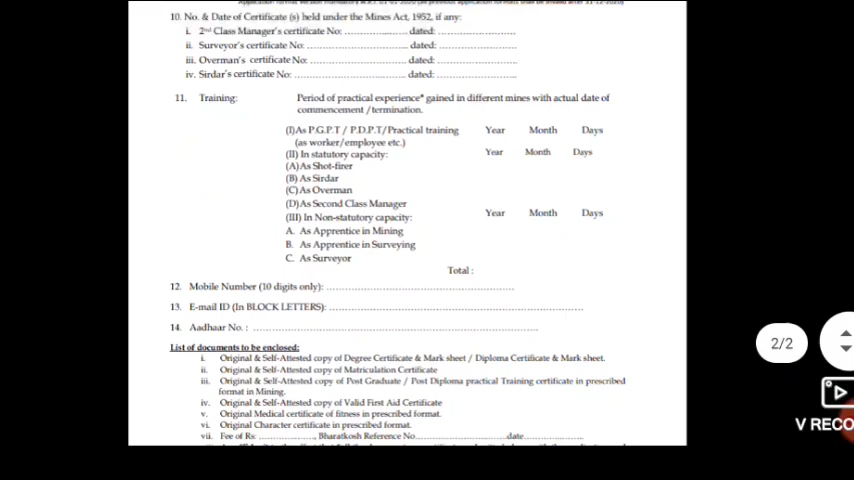 10. No. & Date of Certificate (s) held under the Mines Act, 1952, if any:
i. 2nd Class Manager's certificate No: ..................... dated: .........................
ii. Surveyor's certificate No: ................................. dated: .........................
iii. Overman's certificate No: ............................... dated: .........................
iv. Sirdar's certificate No: .................................... dated: .........................
11. Training: Period of practical experience* gained in different mines with actual date of
commencement /termination.
(I)As P.G.P.T / P.D.P.T/Practical training Year Month Days
(as worker/employee etc.)
(II) In statutory capacity: Year Month Days
(A)As Shot-firer
(B) As Sirdar
(C)As Overman
(D)As Second Class Manager
(III) In Non-statutory capacity: Year Month Days
A. As Apprentice in Mining
B. As Apprentice in Surveying
C. As Surveyor
Total :
12. Mobile Number (10 digits only): ............................................................
13. E-mail ID (In BLOCK LETTERS): ................................................................................
14. Aadhaar No. : ..........................................................................................
List of documents to be enclosed:
i. Original & Self-Attested copy of Degree Certificate & Mark sheet / Diploma Certificate & Mark sheet.
ii. Original & Self-Attested copy of Matriculation Certificate
iii. Original & Self-Attested copy of Post Graduate / Post Diploma practical Training certificate in prescribed
format in Mining.
iv. Original & Self-Attested copy of Valid First Aid Certificate
v. Original Medical certificate of fitness in prescribed format.
vi. Original Character certificate in prescribed format.
vii. Fee of Rs: ................., Bharatkosh Reference No.............................date......................
2/2
V RECO